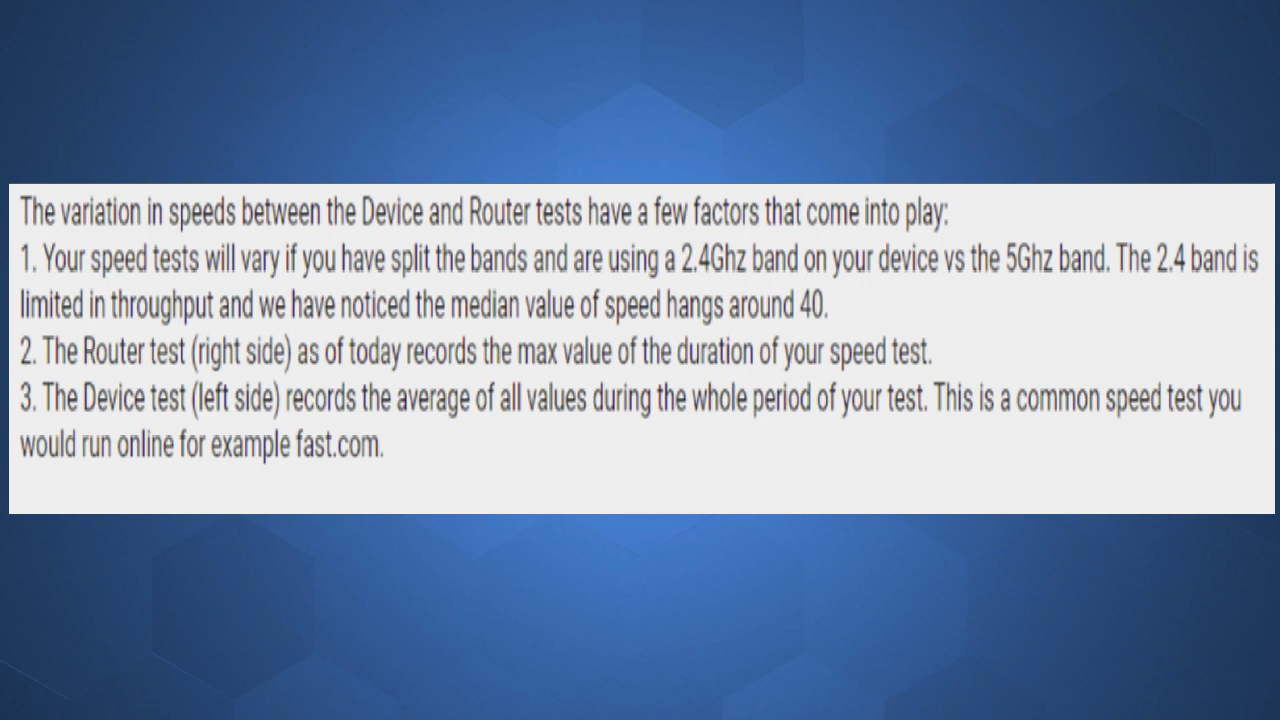 The variation in speeds between the Device and Router tests have a few factors that come into play:
1. Your speed tests will vary if you have split the bands and are using a 2.4Ghz band on your device vs the 5Ghz band. The 2.4 band is
limited in throughput and we have noticed the median value of speed hangs around 40.
2. The Router test (right side) as of today records the max value of the duration of your speed test.
3. The Device test (left side) records the average of all values during the whole period of your test. This is a common speed test you
would run online for example fast.com.